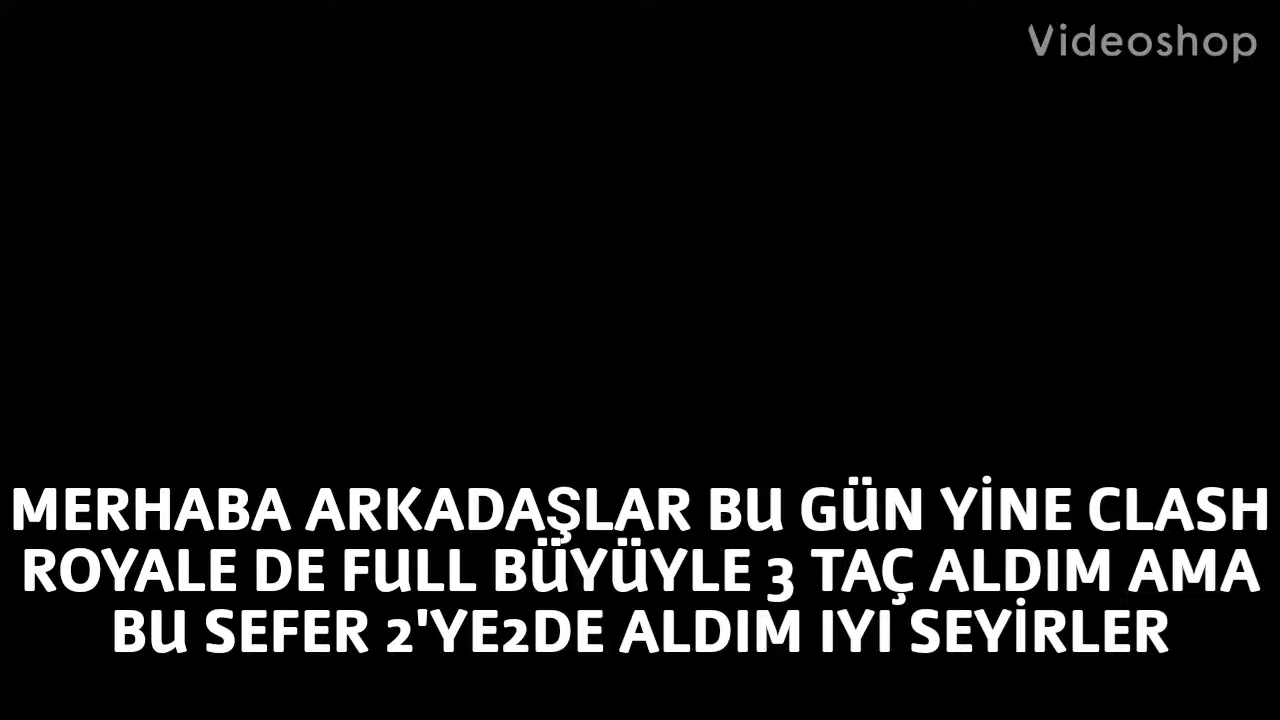 Videoshop
MERHABA ARKADAŞLAR BU GÜN YİNE CLASH
ROYALE DE FULL BÜYÜYLE 3 TAÇ ALDIM AMA
BU SEFER 2'YE2DE ALDIM IYI SEYİRLER